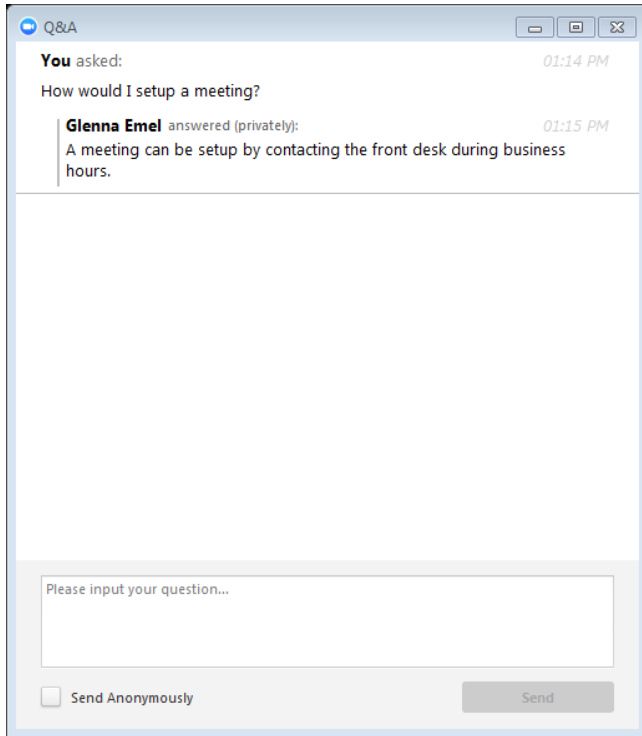 Q&A
You asked: 01:14 PM
How would I setup a meeting?
Glenna Emel answered (privately): 01:15 PM
A meeting can be setup by contacting the front desk during business
hours.
Please input your question...
Send Anonymously
Send